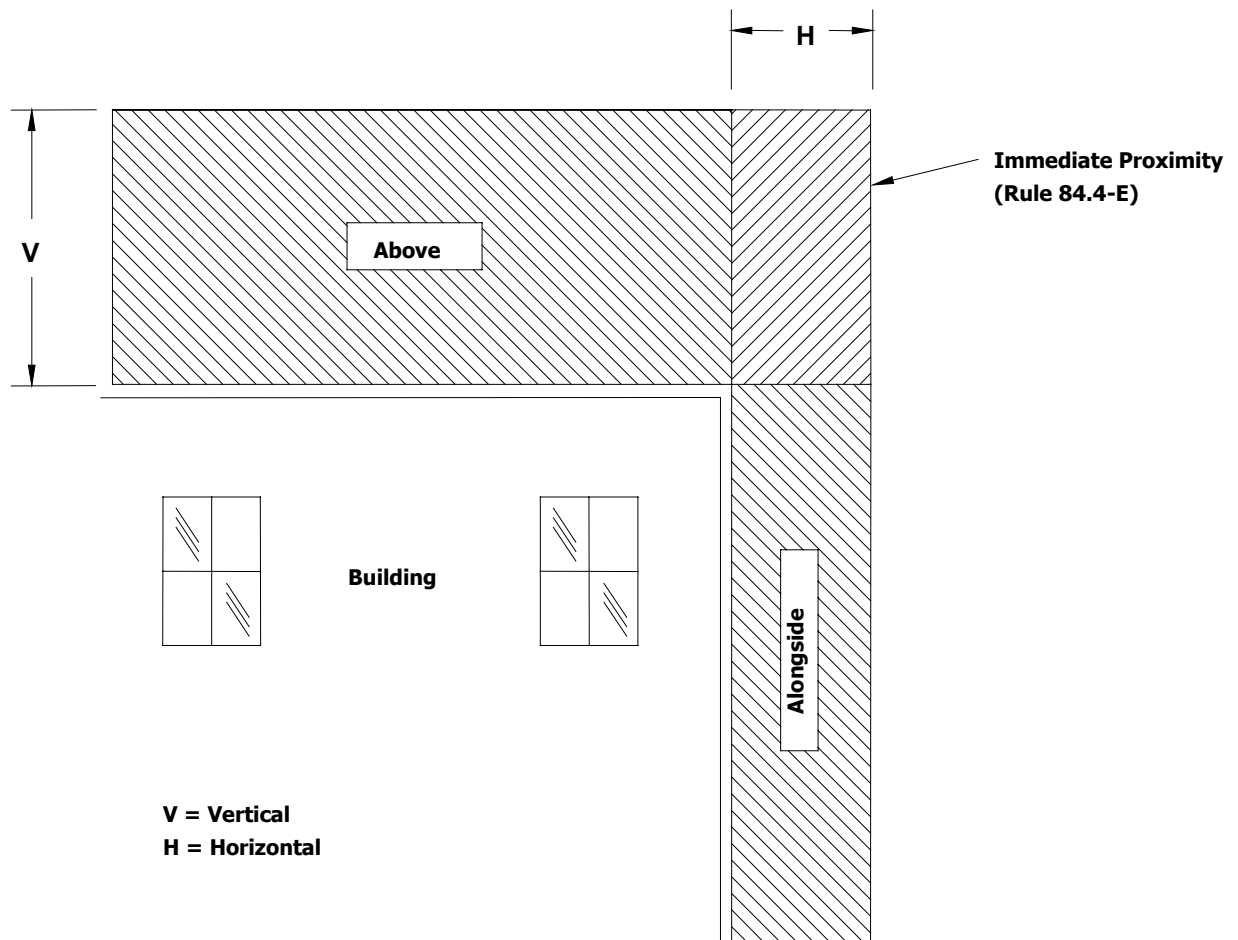 H
Immediate Proximity
(Rule 84.4-E)
V
Above
Building
Alongside
V = Vertical
H = Horizontal